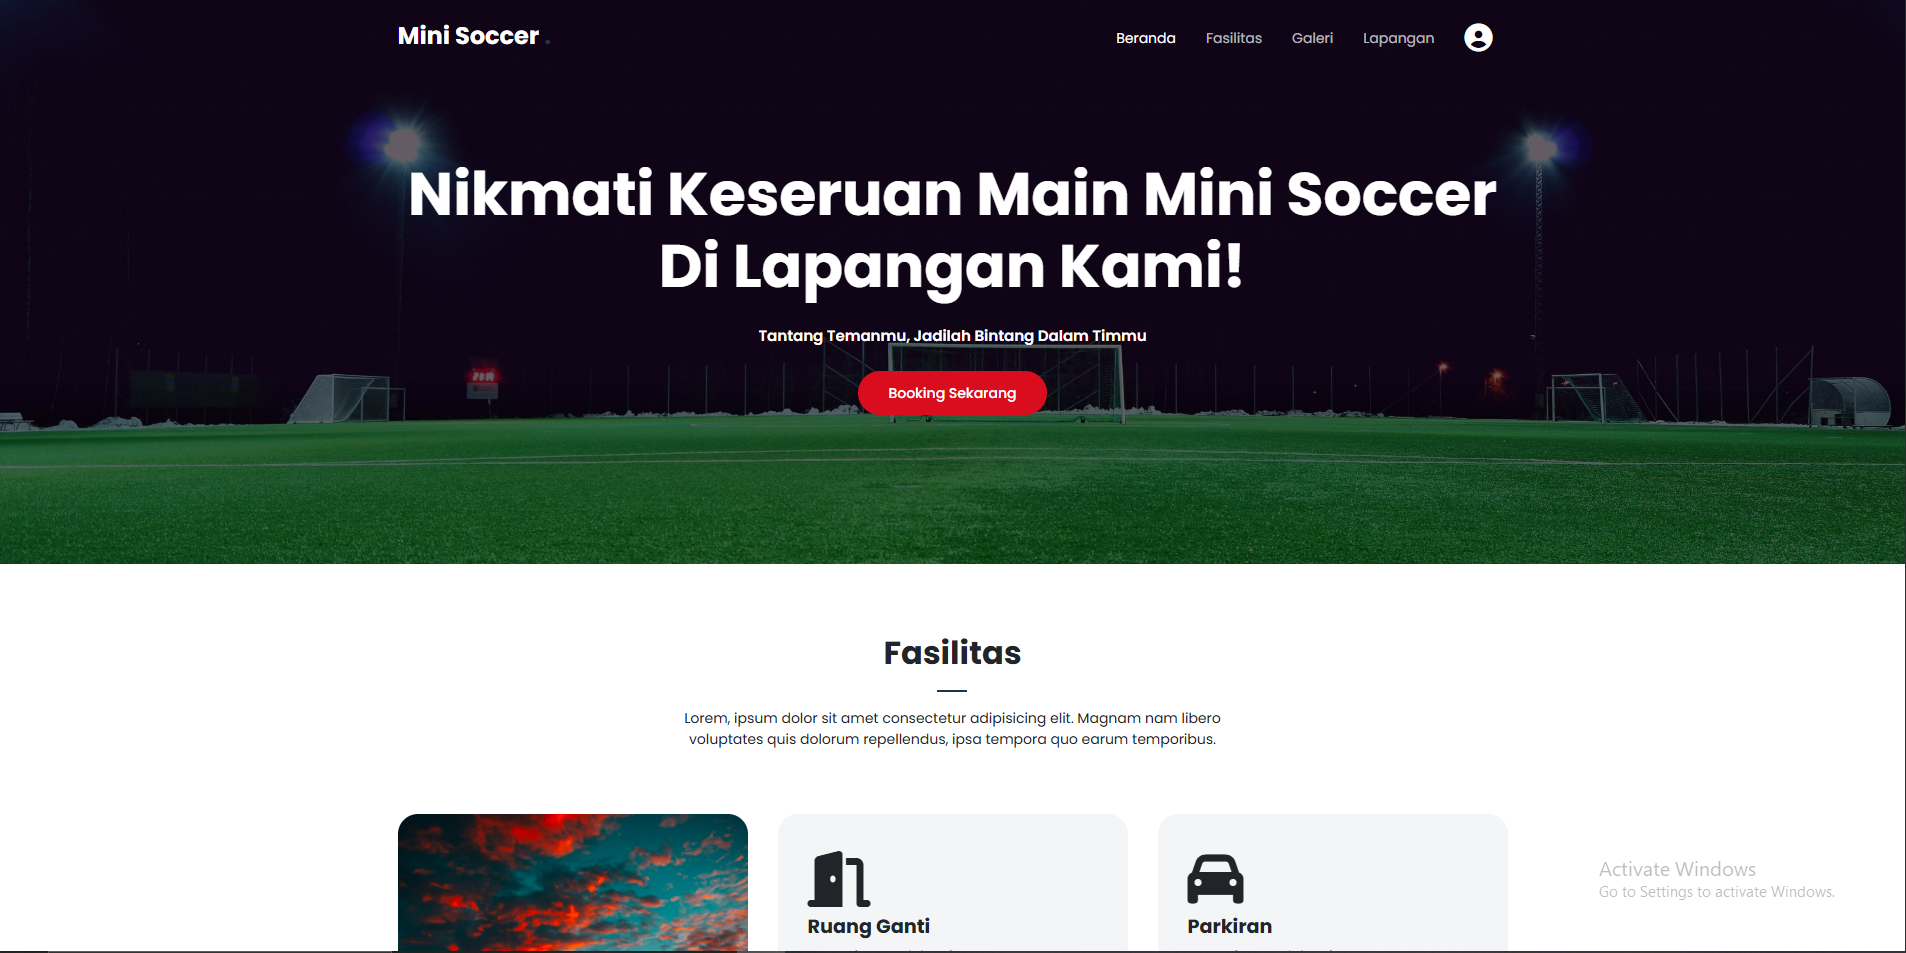 Mini Soccer .
Beranda
Fasilitas
Galeri
Lapangan
Nikmati Keseruan Main Mini Soccer
Di Lapangan Kami!
Tantang Temanmu, Jadilah Bintang Dalam Timmu
Booking Sekarang
Fasilitas
Lorem, ipsum dolor sit amet consectetur adipisicing elit. Magnam nam libero
voluptates quis dolorum repellendus, ipsa tempora quo earum temporibus.
Ruang Ganti
Parkiran
Activate Windows
Go to Settings to activate Windows.